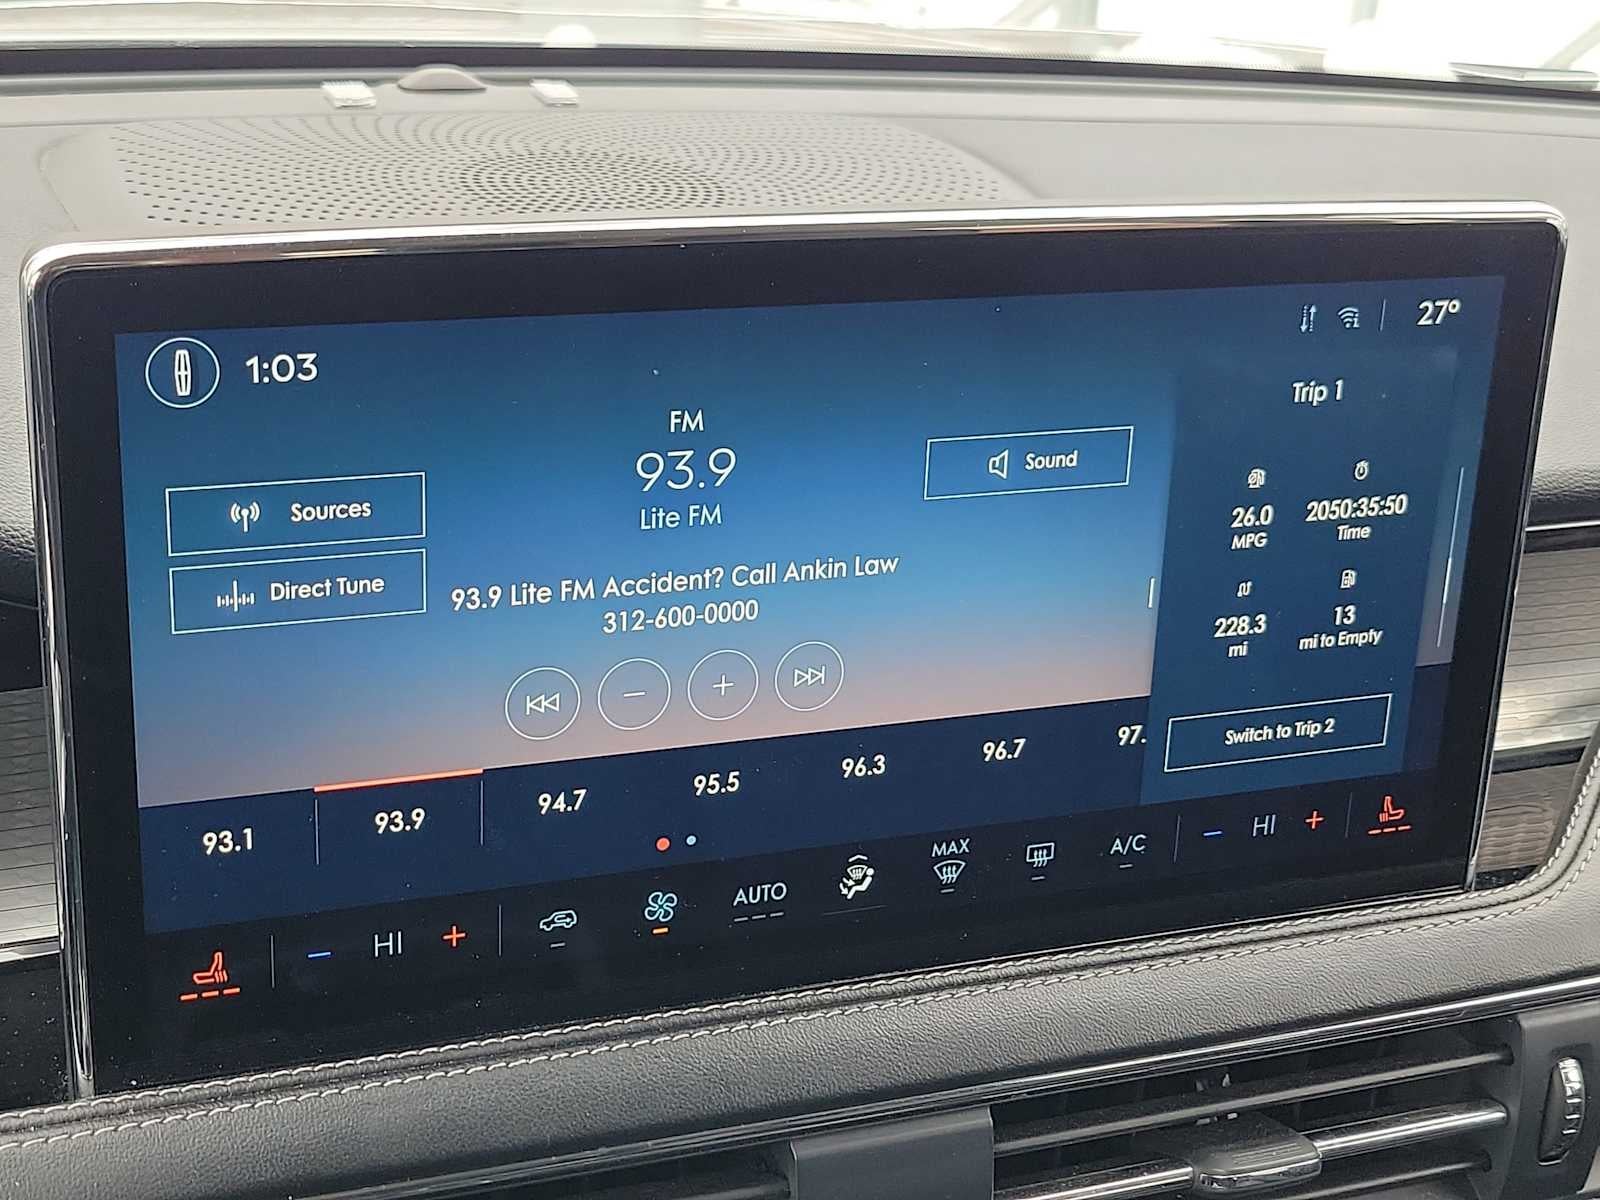 1:03
27°
FM
93.9
Lite FM
Sources
Direct Tune
Sound
93.9 Lite FM Accident? Call Ankin Law
312-600-0000
Trip 1
26.0
MPG
2050:35:50
Time
228.3
mi
13
mi to Empty
Switch to Trip 2
93.1
93.9
94.7
95.5
96.3
96.7
97.
HI
AUTO
MAX
A/C
HI